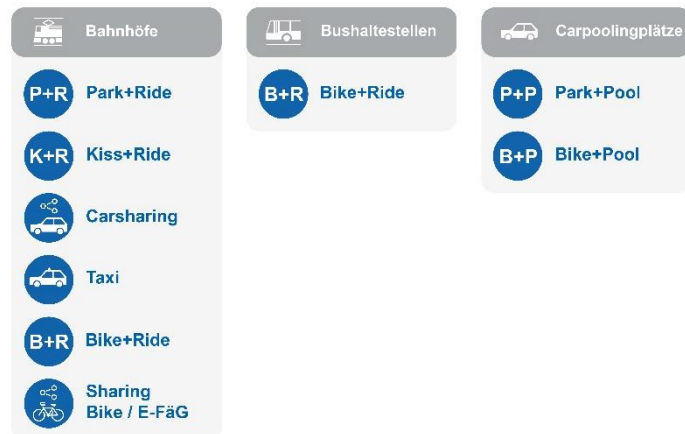 Bahnhöfe
P+R Park+Ride
K+R Kiss+Ride
Carsharing
Taxi
B+R Bike+Ride
Sharing
Bike / E-FäG
Bushaltestellen
B+R Bike+Ride
Carpoolingplätze
P+P Park+Pool
B+P Bike+Pool